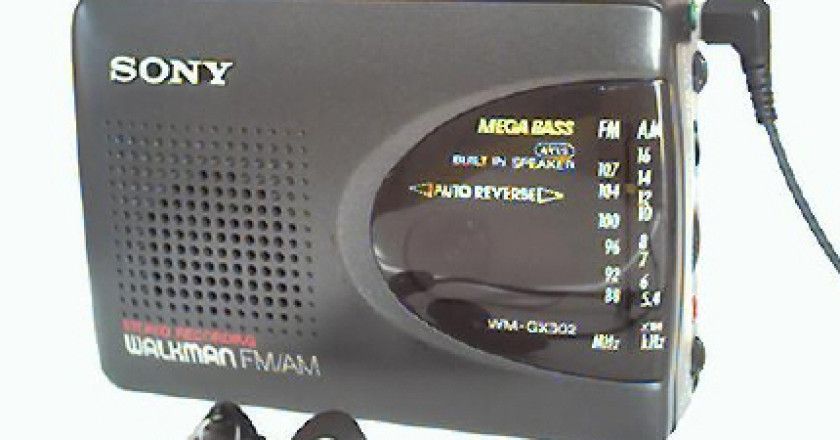 SONY
MEGA BASS
BUILT IN SPEAKER
AUTO REVERSE
FM AM
16
107 14
104 12
100 10
96 8
7
92 6
88 5.4
MHz kHz
WM-GX302
STEREO RECORDING
WALKMAN FM/AM